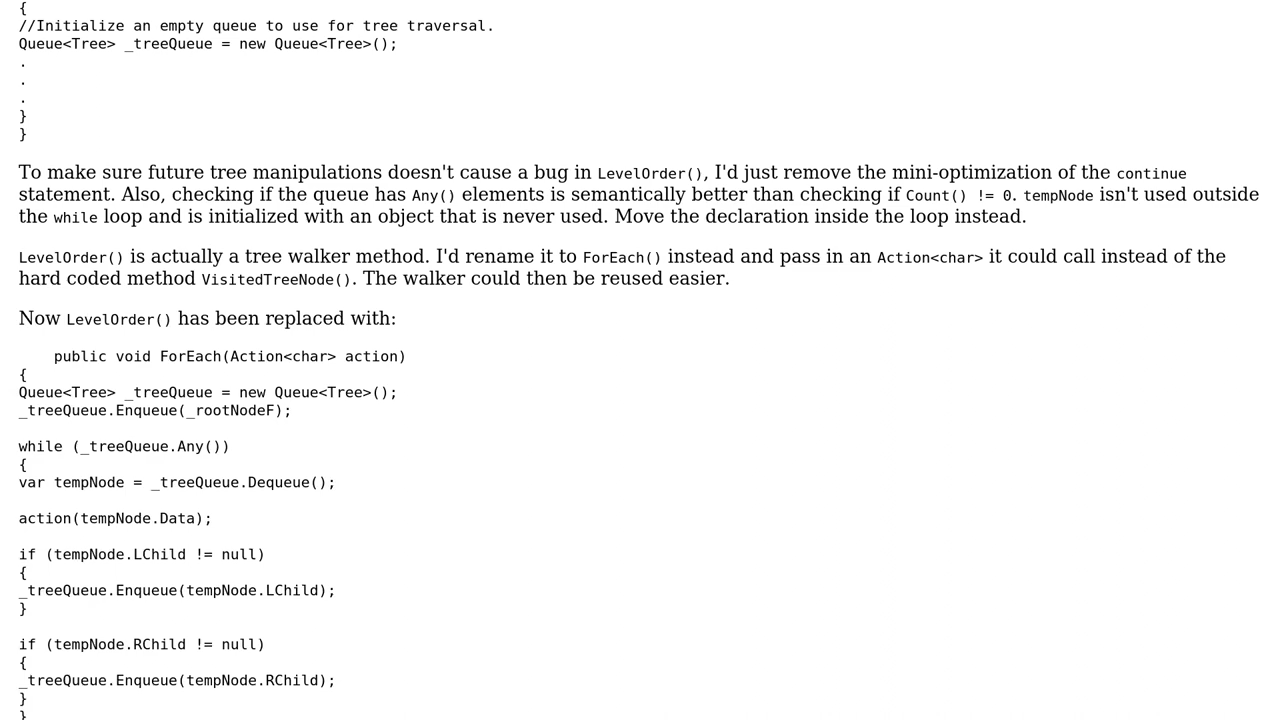 {
//Initialize an empty queue to use for tree traversal.
Queue<Tree> _treeQueue = new Queue<Tree>();
.
.
.
}
}
To make sure future tree manipulations doesn't cause a bug in LevelOrder(), I'd just remove the mini-optimization of the continue
statement. Also, checking if the queue has Any() elements is semantically better than checking if Count() != 0. tempNode isn't used outside
the while loop and is initialized with an object that is never used. Move the declaration inside the loop instead.
LevelOrder() is actually a tree walker method. I'd rename it to ForEach() instead and pass in an Action<char> it could call instead of the
hard coded method VisitedTreeNode(). The walker could then be reused easier.
Now LevelOrder() has been replaced with:
public void ForEach(Action<char> action)
{
Queue<Tree> _treeQueue = new Queue<Tree>();
_treeQueue.Enqueue(_rootNodeF);
while (_treeQueue.Any())
{
var tempNode = _treeQueue.Dequeue();
action(tempNode.Data);
if (tempNode.LChild != null)
{
_treeQueue.Enqueue(tempNode.LChild);
}
if (tempNode.RChild != null)
{
_treeQueue.Enqueue(tempNode.RChild);
}
}